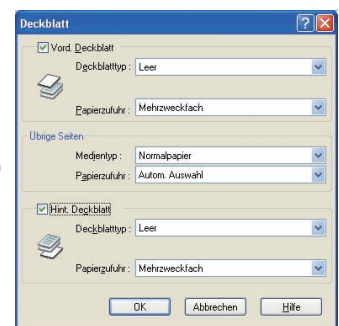 Deckblatt
Vord. Deckblatt
Deckblatttyp : Leer
Papierzufuhr : Mehrzweckfach
Übrige Seiten
Medientyp : Normalpapier
Papierzufuhr : Autom. Auswahl
Hint. Deckblatt
Deckblatttyp : Leer
Papierzufuhr : Mehrzweckfach
OK Abbrechen Hilfe